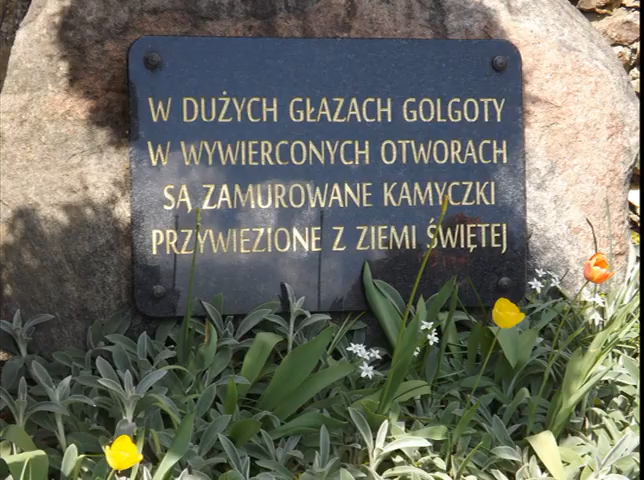 W DUŻYCH GŁAZACH GOLGOTY
W WYWIERCONYCH OTWORACH
SĄ ZAMUROWANE KAMYCZKI
PRZYWIEZIONE Z ZIEMI ŚWIĘTEJ